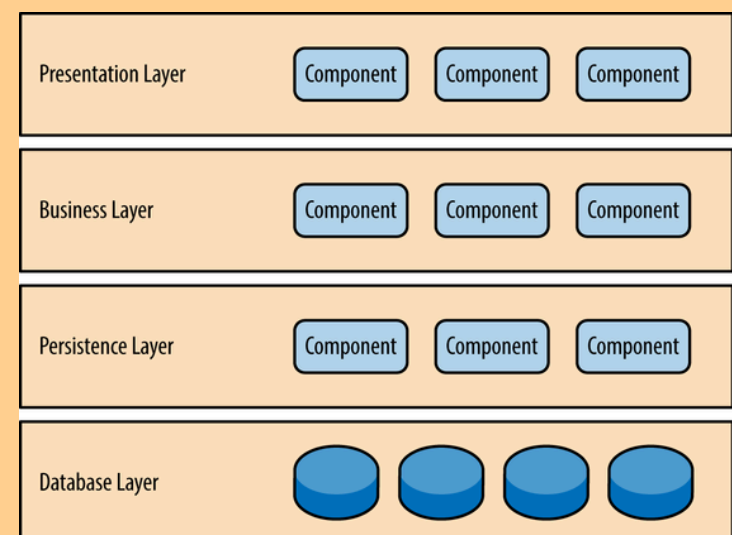 Presentation Layer Component Component Component
Business Layer Component Component Component
Persistence Layer Component Component Component
Database Layer